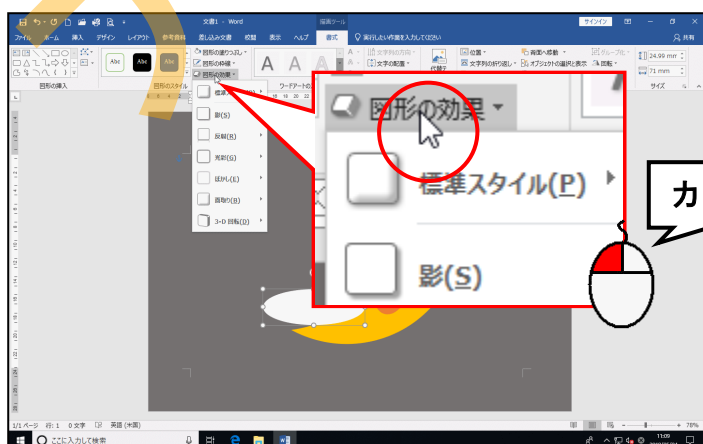 文書1 - Word
描画ツール
サインイン
ファイル ホーム 挿入 デザイン レイアウト 参考資料 差し込み文書 校閲 表示 ヘルプ 書式 実行したい作業を入力してください 共有
Abc Abc Abc
図形の塗りつぶし
図形の枠線
図形の効果
A A A
文字列の方向
文字の配置
代替テ
位置
文字列の折り返し
前面へ移動
背面へ移動
オブジェクトの選択と表示
グループ化
回転
24.99 mm
71 mm
図形の挿入 図形のスタイル ワードアートの サイズ
影(S)
反射(R)
光彩(G)
ぼかし(E)
面取り(B)
3-D 回転(D)
図形の効果
標準スタイル(P)
影(S)
カ
1/1 ページ 行: 1 0 文字 英語 (米国)
78%
ここに入力して検索
11:09